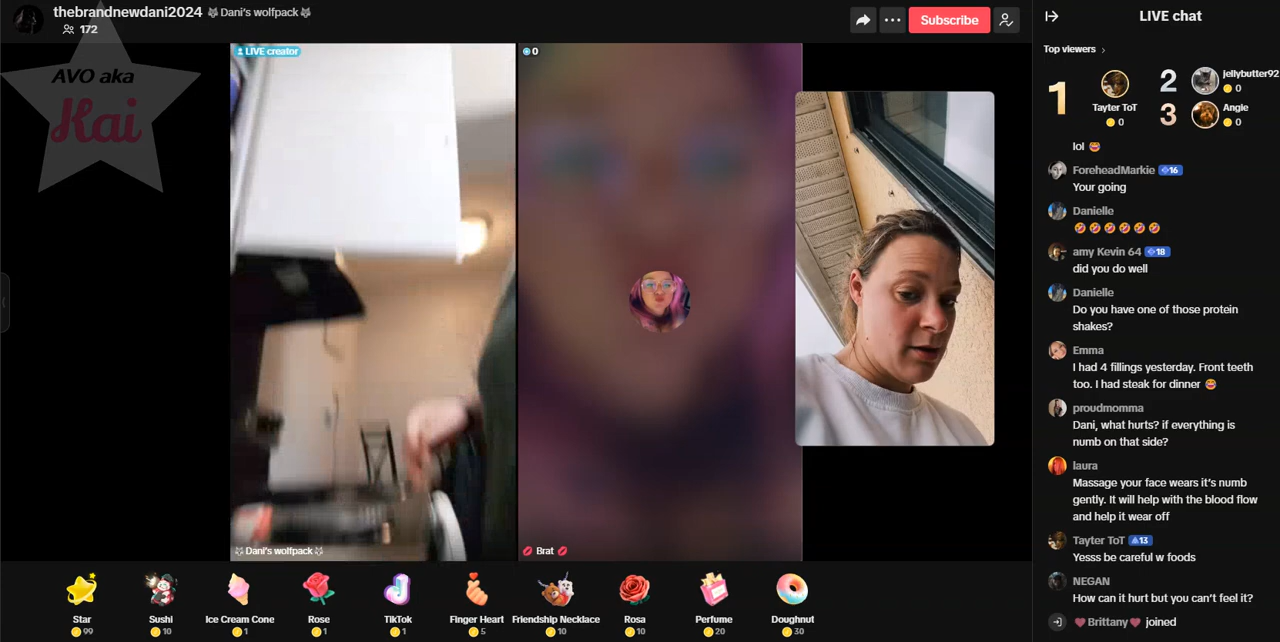 thebrandnewdani2024 🐺Dani's wolfpack🐺
172
Subscribe
AVO aka
Kai
LIVE creator
0
🐺Dani's wolfpack🐺
💋 Brat 💋
Star
99
Sushi
10
Ice Cream Cone
1
Rose
1
TikTok
1
Finger Heart
5
Friendship Necklace
10
Rosa
10
Perfume
20
Doughnut
30
LIVE chat
Top viewers
1
Tayter ToT
0
2
jellybutter92
0
3
Angie
0
lol 😂
ForeheadMarkie 16
Your going
Danielle
🤣🤣🤣🤣🤣🤣
amy Kevin 64 18
did you do well
Danielle
Do you have one of those protein
shakes?
Emma
I had 4 fillings yesterday. Front teeth
too. I had steak for dinner 😂
proudmomma
Dani, what hurts? if everything is
numb on that side?
laura
Massage your face wears it's numb
gently. It will help with the blood flow
and help it wear off
Tayter ToT 13
Yesss be careful w foods
NEGAN
How can it hurt but you can't feel it?
❤Brittany❤ joined